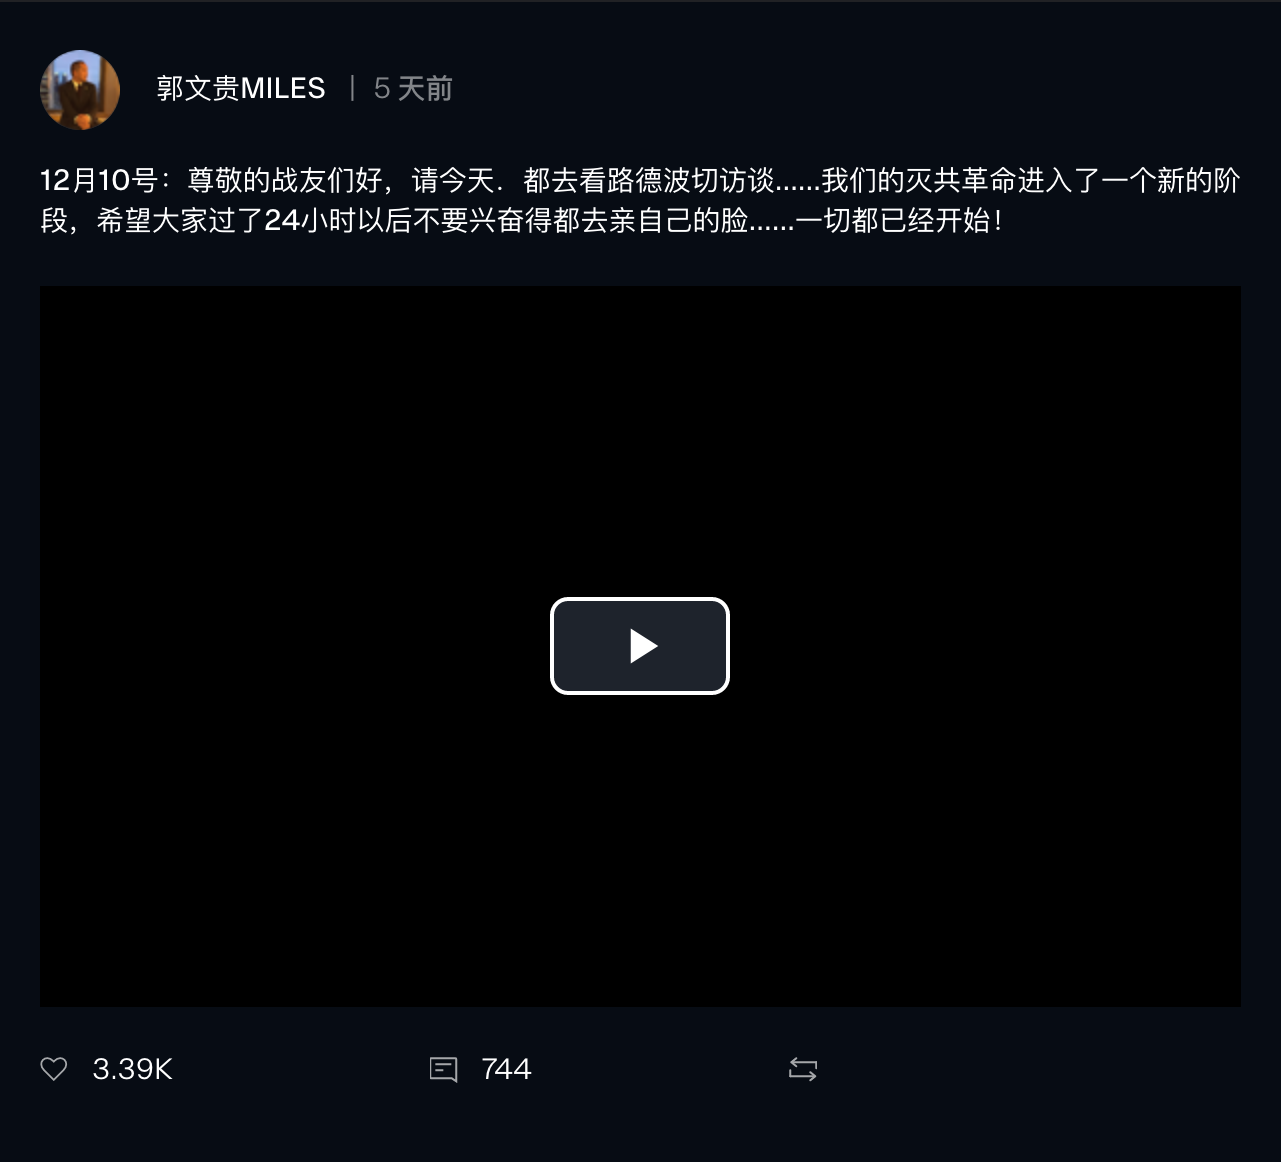 郭文贵MILES | 5 天前
12月10号：尊敬的战友们好，请今天．都去看路德波切访谈......我们的灭共革命进入了一个新的阶
段，希望大家过了24小时以后不要兴奋得都去亲自己的脸......一切都已经开始！
3.39K 744